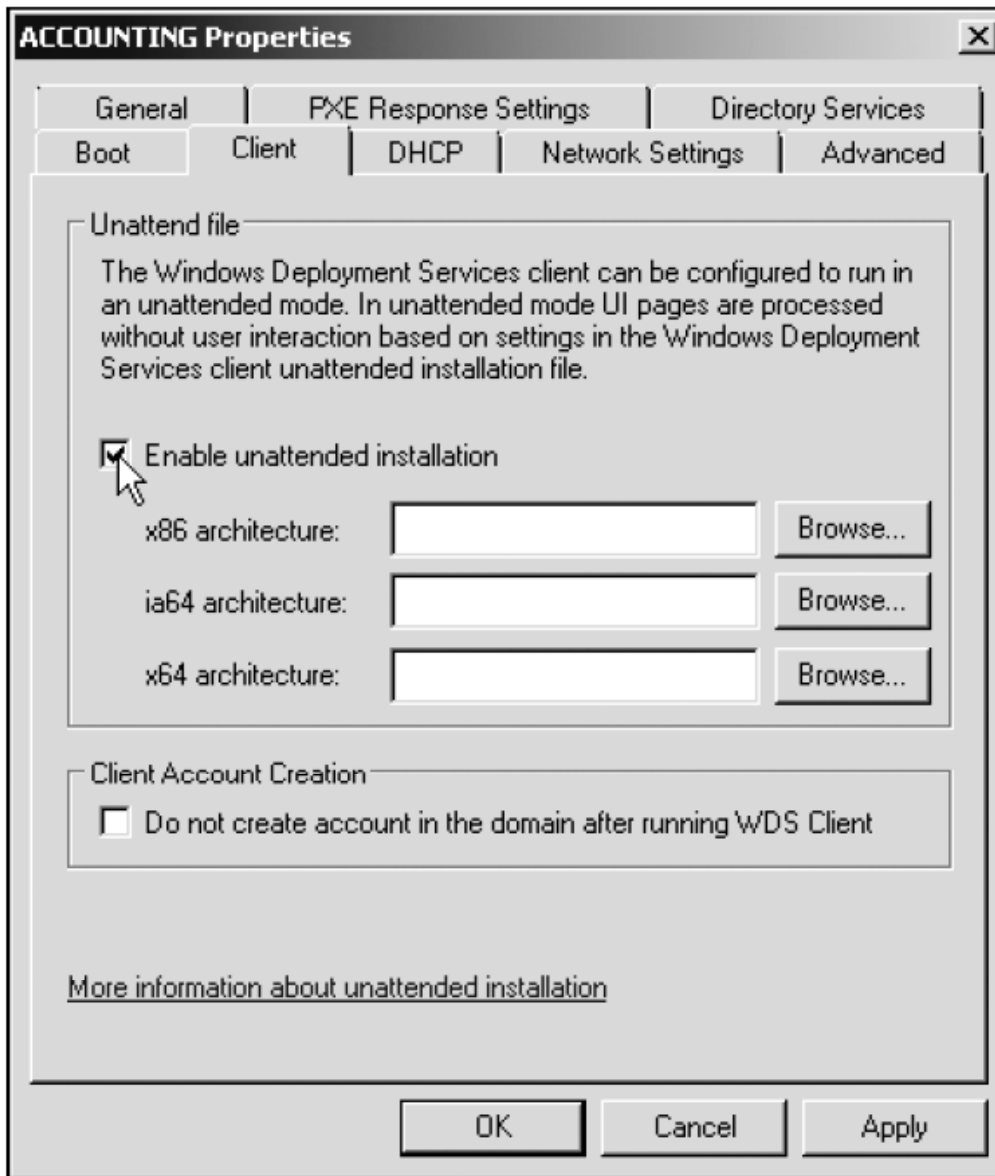 ACCOUNTING Properties
General
PXE Response Settings
Directory Services
Boot
Client
DHCP
Network Settings
Advanced
Unattend file
The Windows Deployment Services client can be configured to run in
an unattended mode. In unattended mode UI pages are processed
without user interaction based on settings in the Windows Deployment
Services client unattended installation file.
Enable unattended installation
x86 architecture:
Browse...
ia64 architecture:
Browse...
x64 architecture:
Browse...
Client Account Creation
Do not create account in the domain after running WDS Client
More information about unattended installation
OK
Cancel
Apply